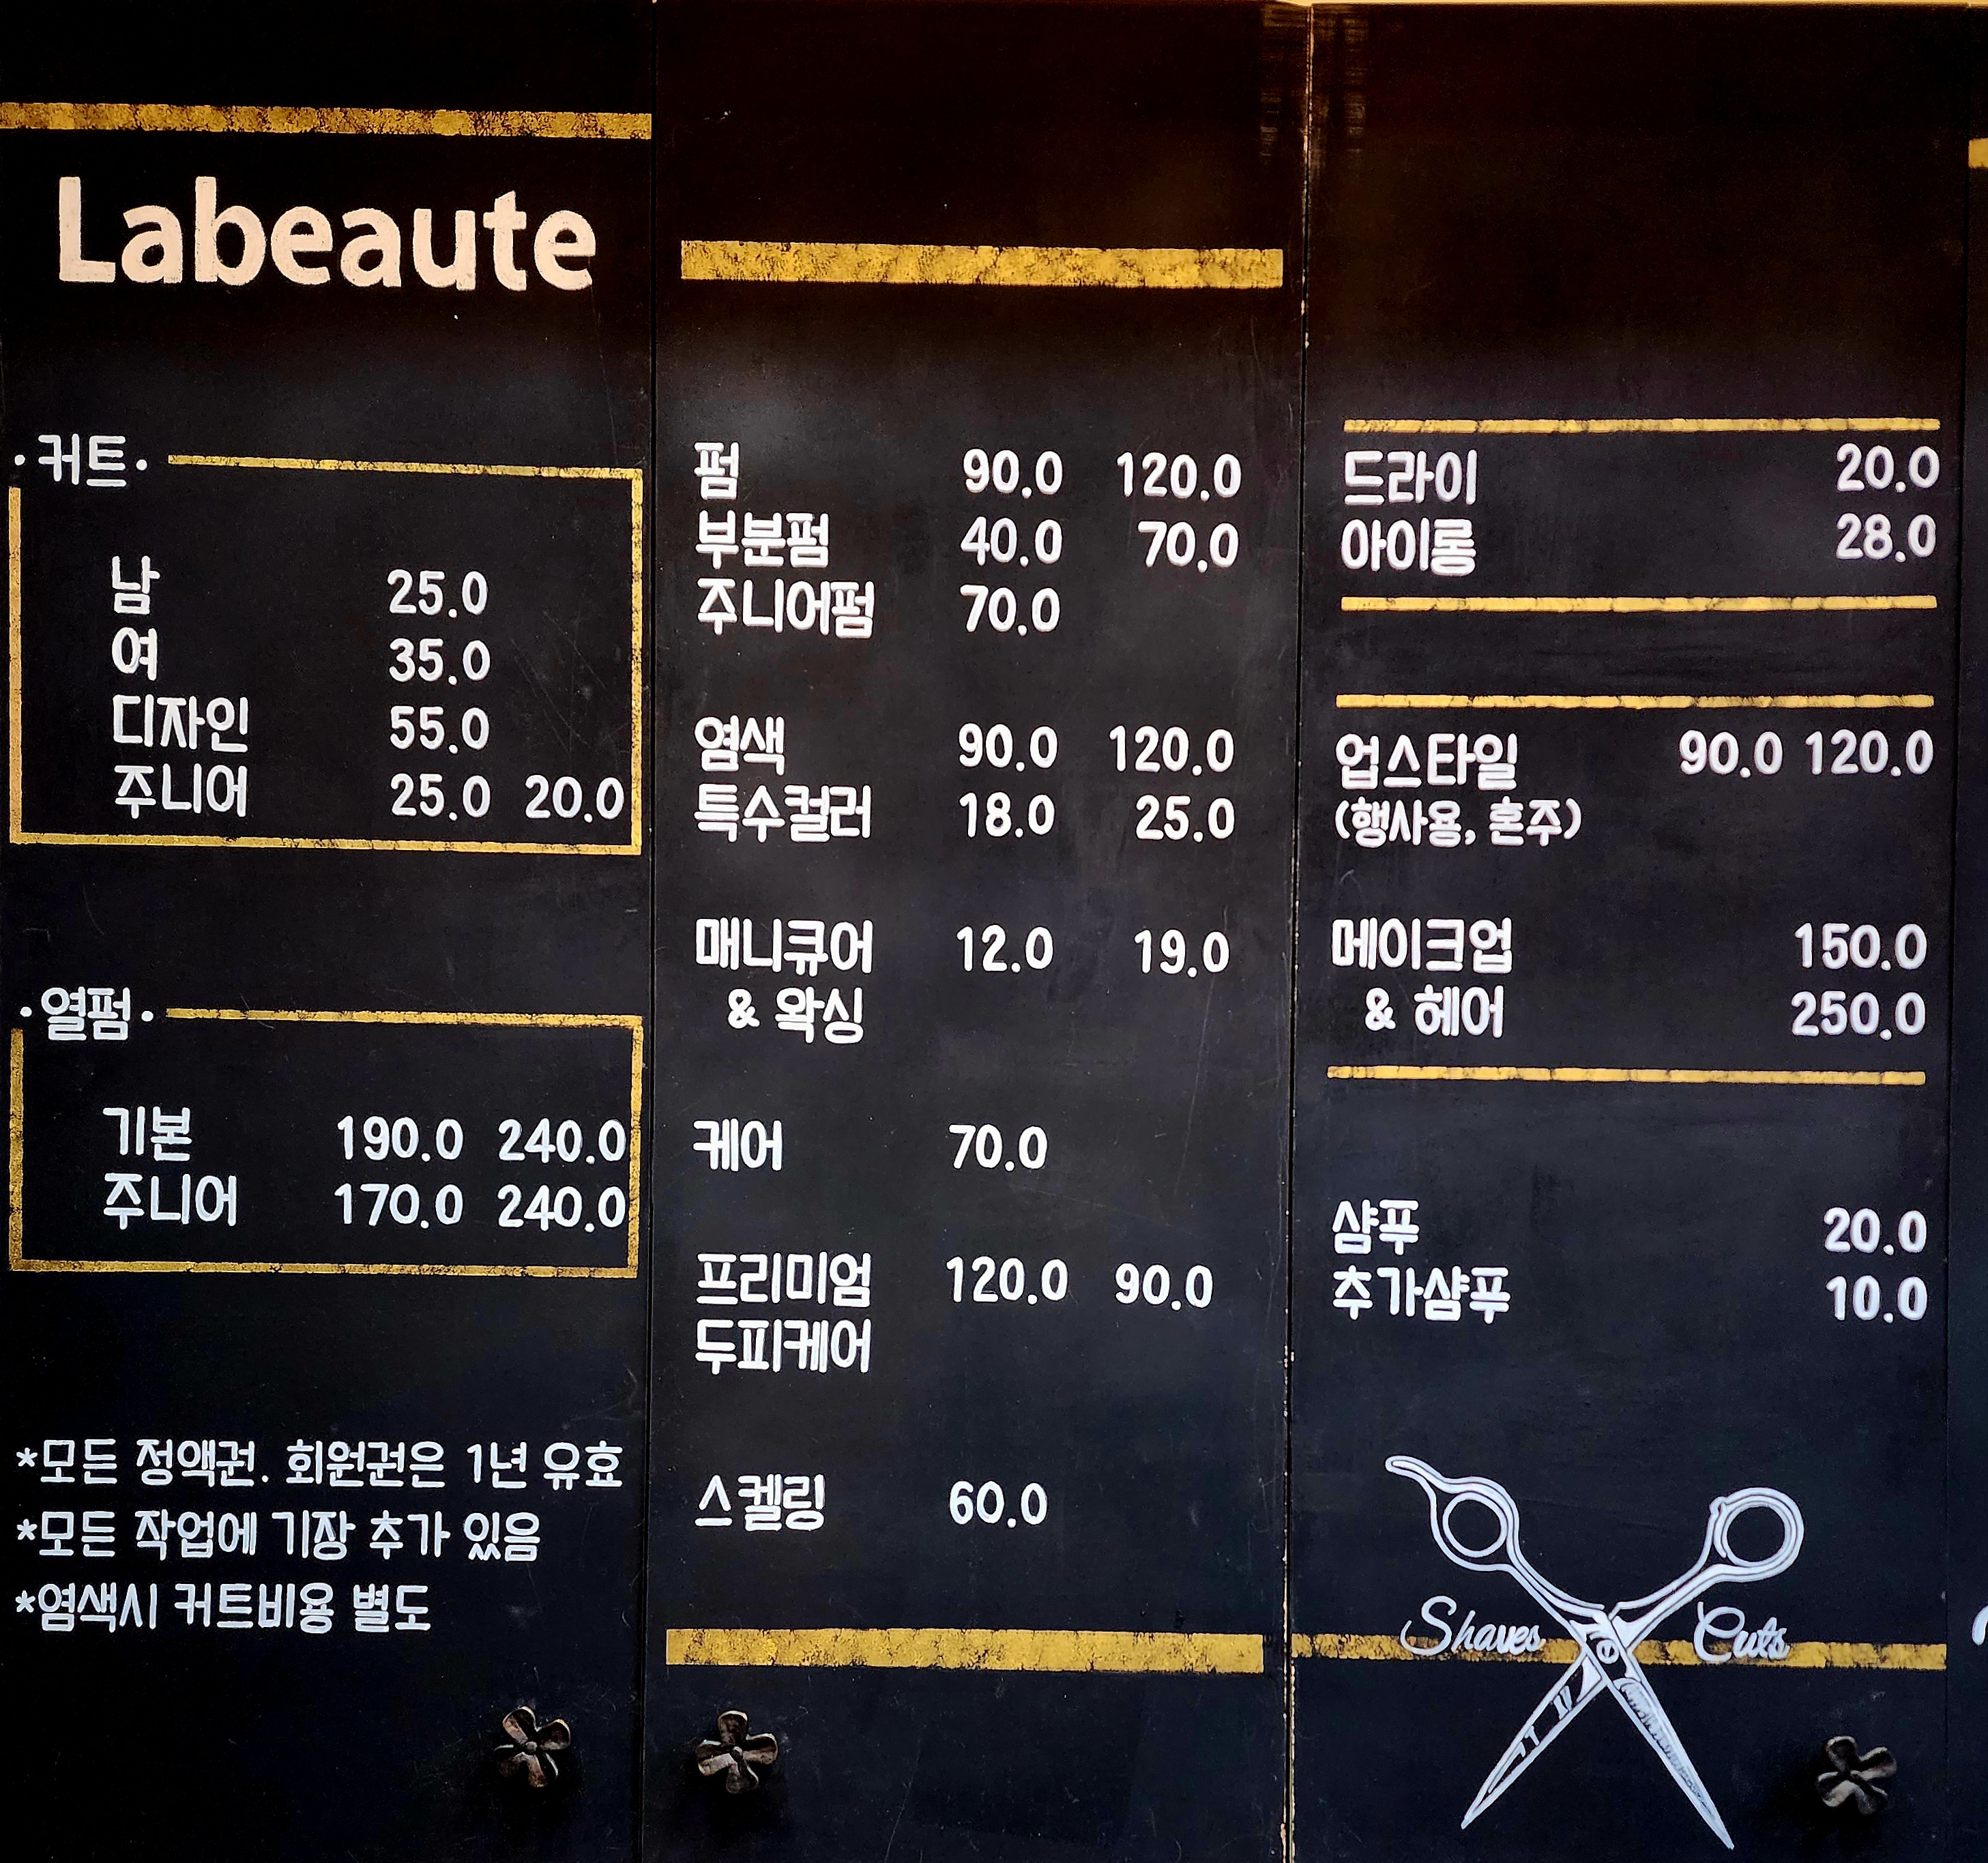 Labeaute
·커트·
남 25.0
여 35.0
디자인 55.0
주니어 25.0 20.0
·열펌·
기본 190.0 240.0
주니어 170.0 240.0
*모든 정액권. 회원권은 1년 유효
*모든 작업에 기장 추가 있음
*염색시 커트비용 별도
펌 90.0 120.0
부분펌 40.0 70.0
주니어펌 70.0
염색 90.0 120.0
특수컬러 18.0 25.0
매니큐어 12.0 19.0
& 왁싱
케어 70.0
프리미엄 120.0 90.0
두피케어
스켈링 60.0
드라이 20.0
아이롱 28.0
업스타일 90.0 120.0
(행사용, 혼주)
메이크업 150.0
& 헤어 250.0
샴푸 20.0
추가샴푸 10.0
Shaves Cuts